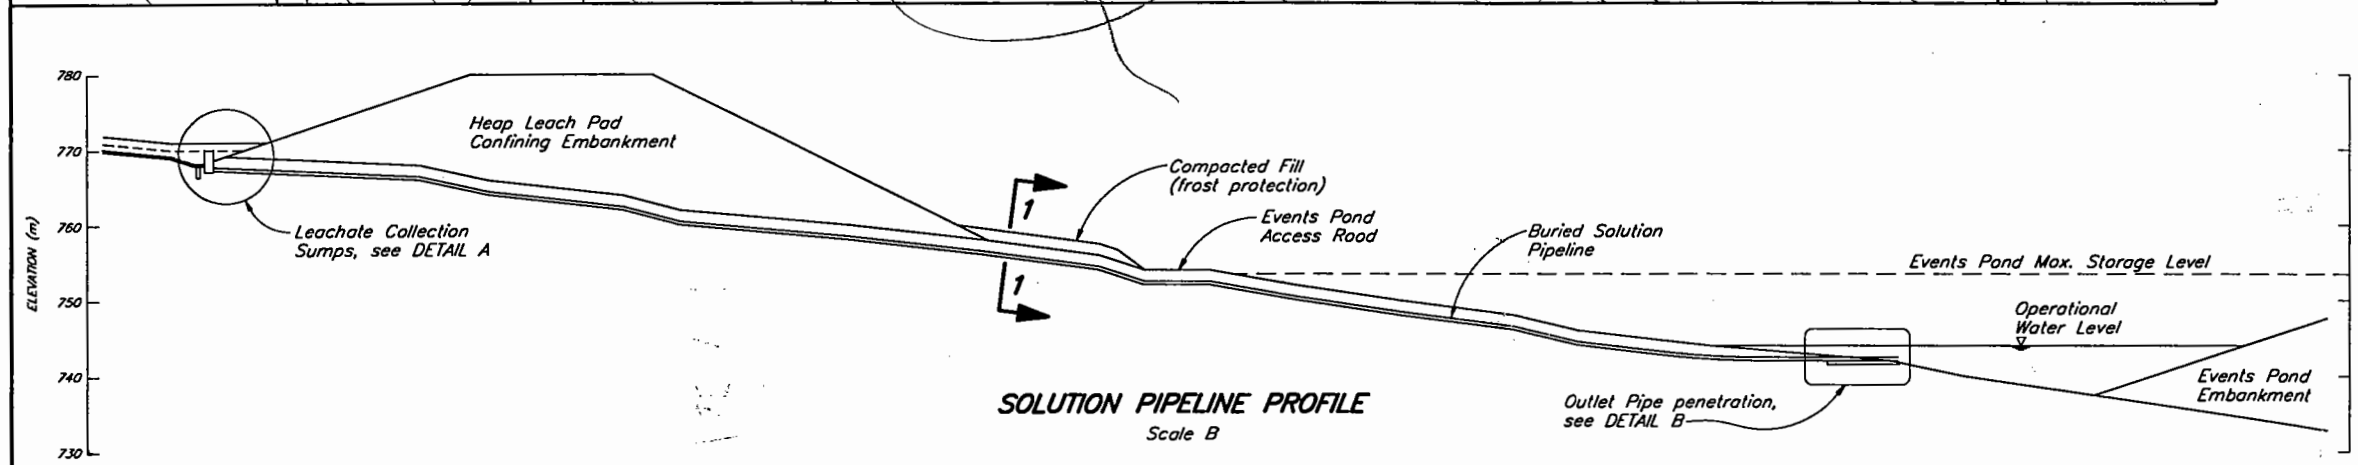 780
770
760
750
740
730
ELEVATION (m)
Heap Leach Pad
Confining Embankment
Leachate Collection
Sumps, see DETAIL A
1
1
Compacted Fill
(frost protection)
Events Pond
Access Road
Buried Solution
Pipeline
Events Pond Max. Storage Level
Operational
Water Level
Outlet Pipe penetration,
see DETAIL B
Events Pond
Embankment
SOLUTION PIPELINE PROFILE
Scale B